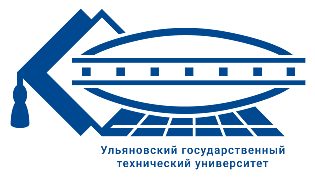 Ульяновский государственный
технический университет